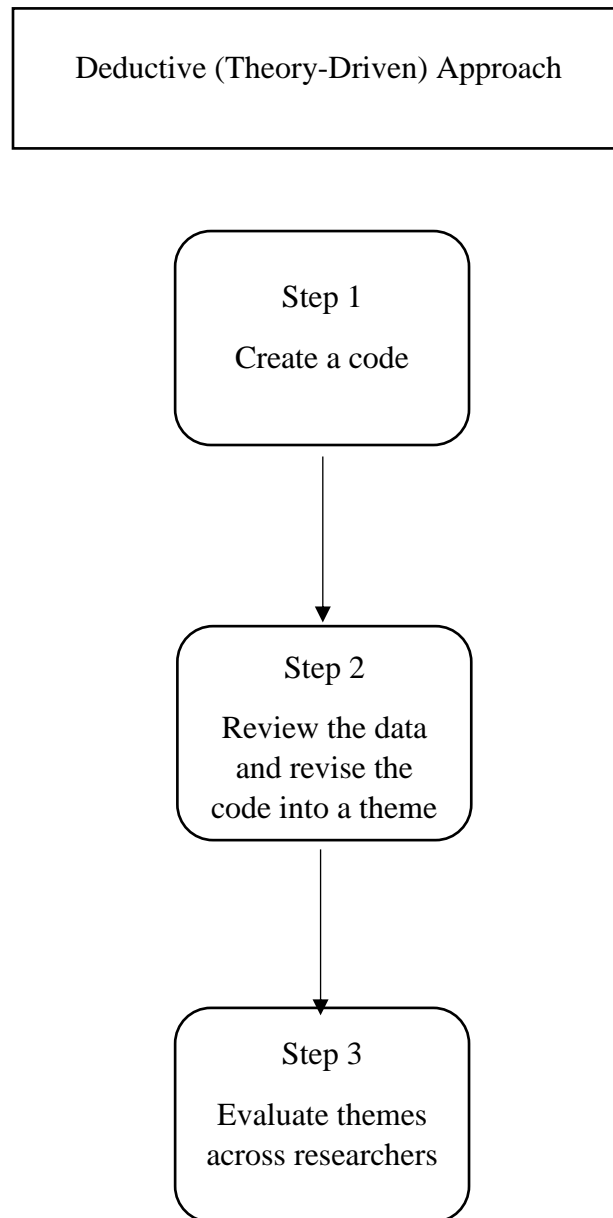 Deductive (Theory-Driven) Approach
Step 1
Create a code
Step 2
Review the data
and revise the
code into a theme
Step 3
Evaluate themes
across researchers